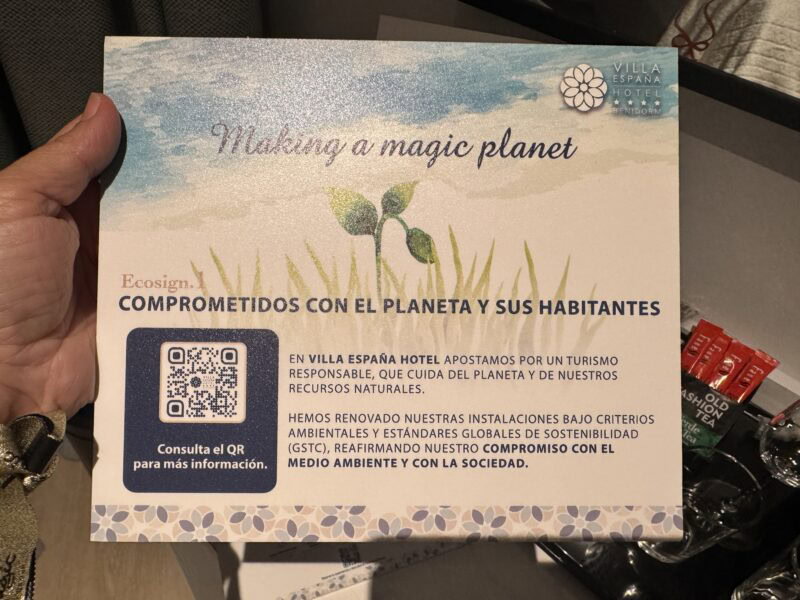 VILLA
ESPAÑA
HOTEL
BENIDORM
Making a magic planet
Ecosign.1
COMPROMETIDOS CON EL PLANETA Y SUS HABITANTES
EN VILLA ESPAÑA HOTEL APOSTAMOS POR UN TURISMO
RESPONSABLE, QUE CUIDA DEL PLANETA Y DE NUESTROS
RECURSOS NATURALES.
HEMOS RENOVADO NUESTRAS INSTALACIONES BAJO CRITERIOS
AMBIENTALES Y ESTÁNDARES GLOBALES DE SOSTENIBILIDAD
(GSTC), REAFIRMANDO NUESTRO COMPROMISO CON EL
MEDIO AMBIENTE Y CON LA SOCIEDAD.
Consulta el QR
para más información.
OLD
FASHION
TEA